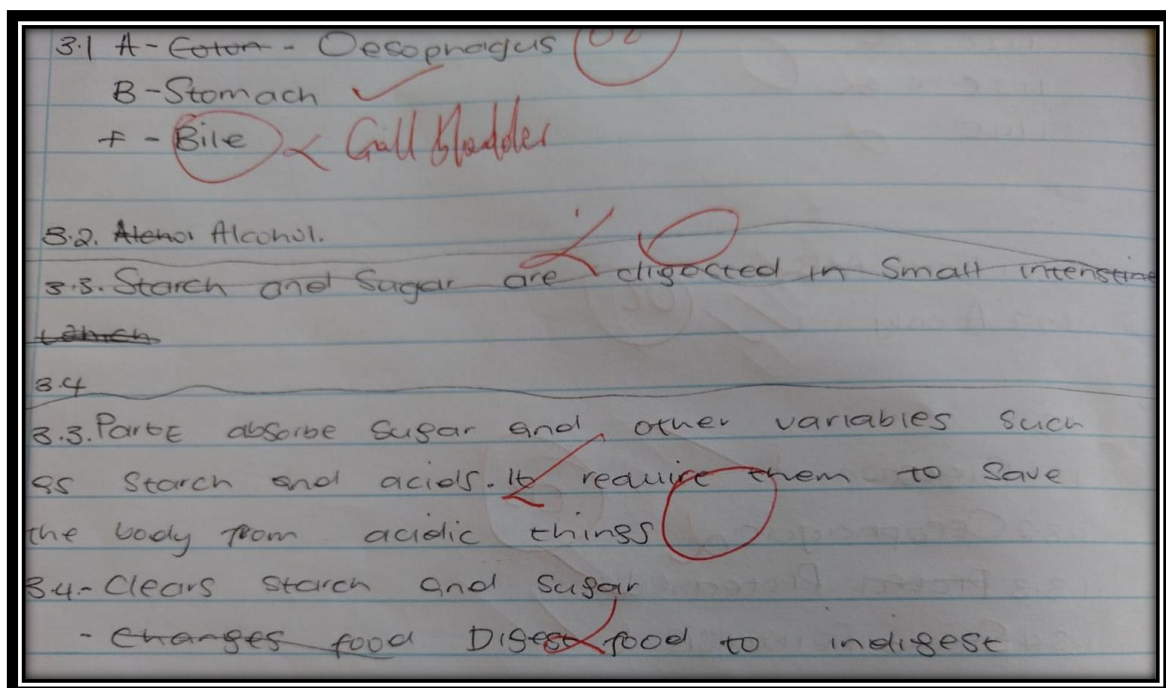 3.1 A - Colon - Oesophagus 02
B - Stomach
F - Bile Gall Bladder
3.2. Alcohol.
3.3. Starch and Sugar are digested in Small intenstine
which
3.4
3.3. Part E absorbe Sugar and other variables Such
as Starch and acids. It require them to Save
the body from acidic things
3.4 - Clears Starch and Sugar
- Changes food Digest food to indigest